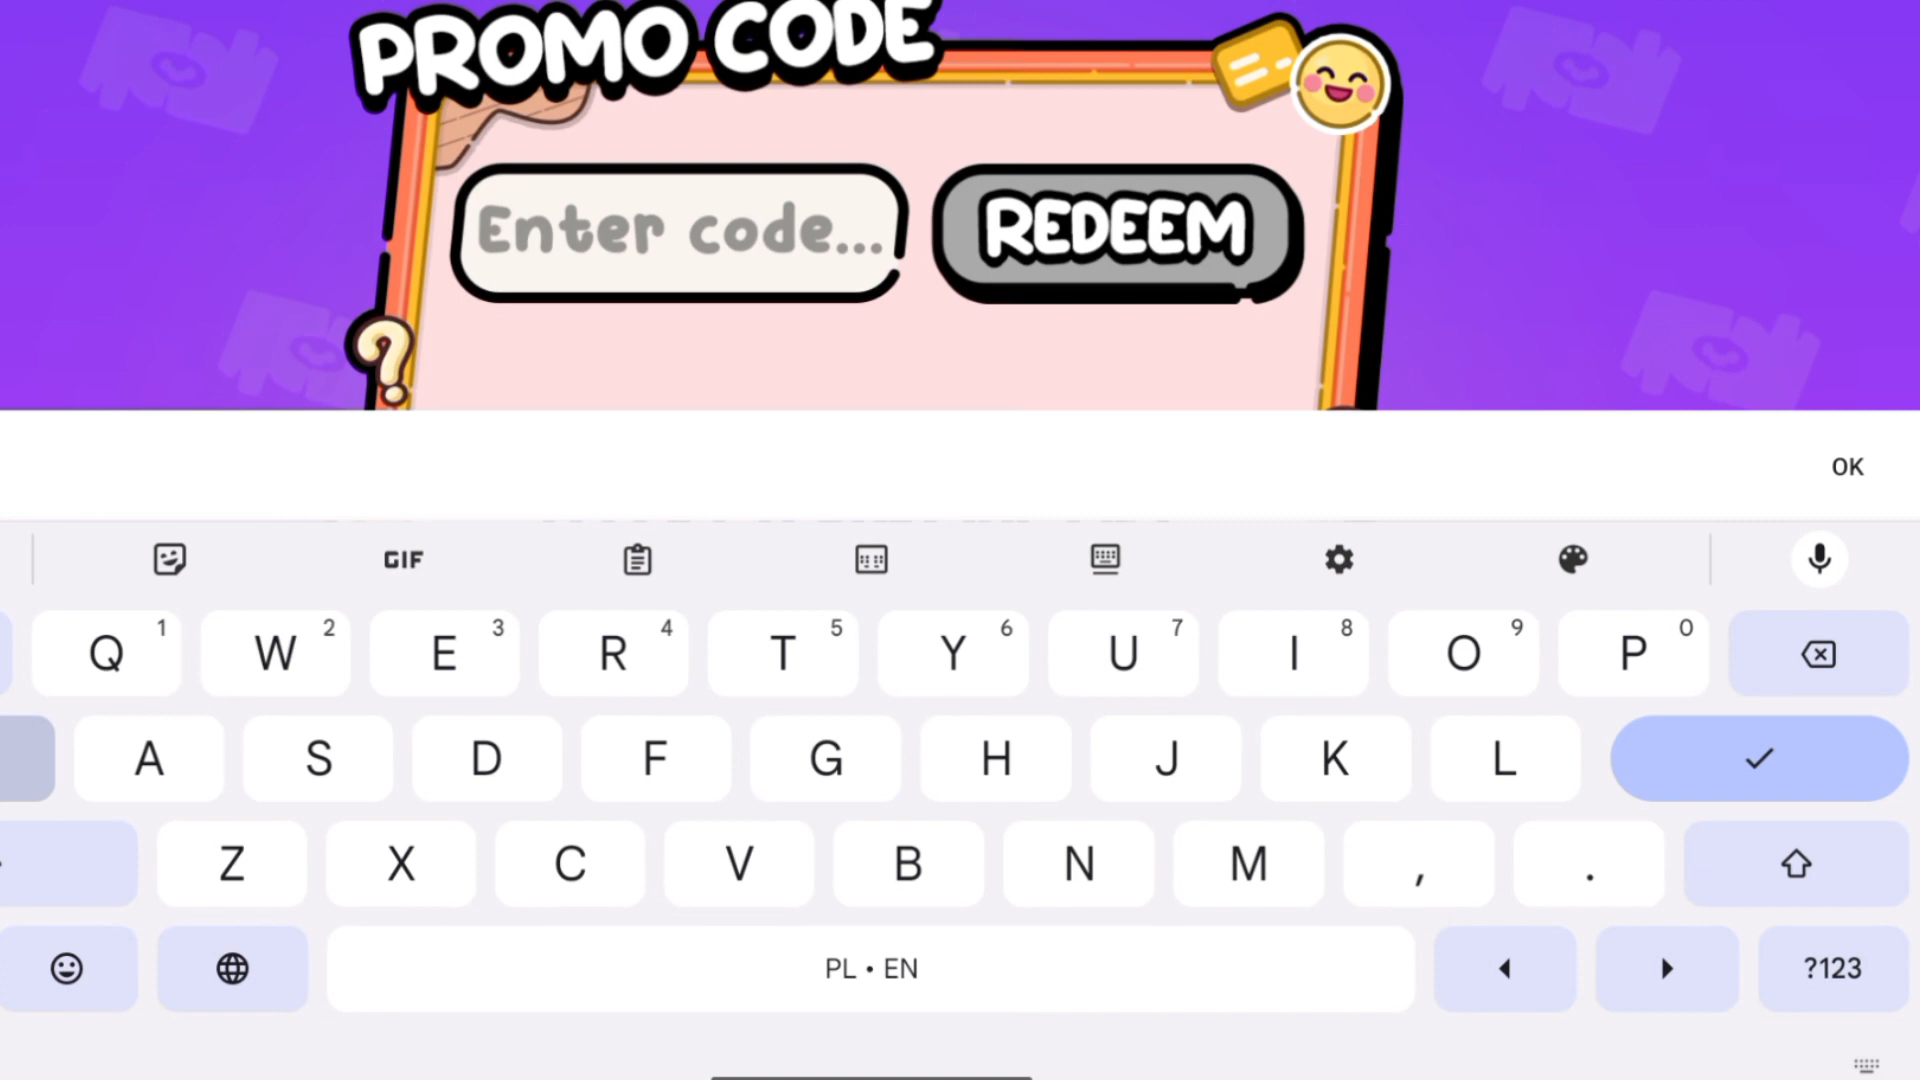 PROMO CODE
Enter code...
REDEEM
OK
GIF
Q 1 W 2 E 3 R 4 T 5 Y 6 U 7 I 8 O 9 P 0
A S D F G H J K L
Z X C V B N M , .
PL • EN
?123